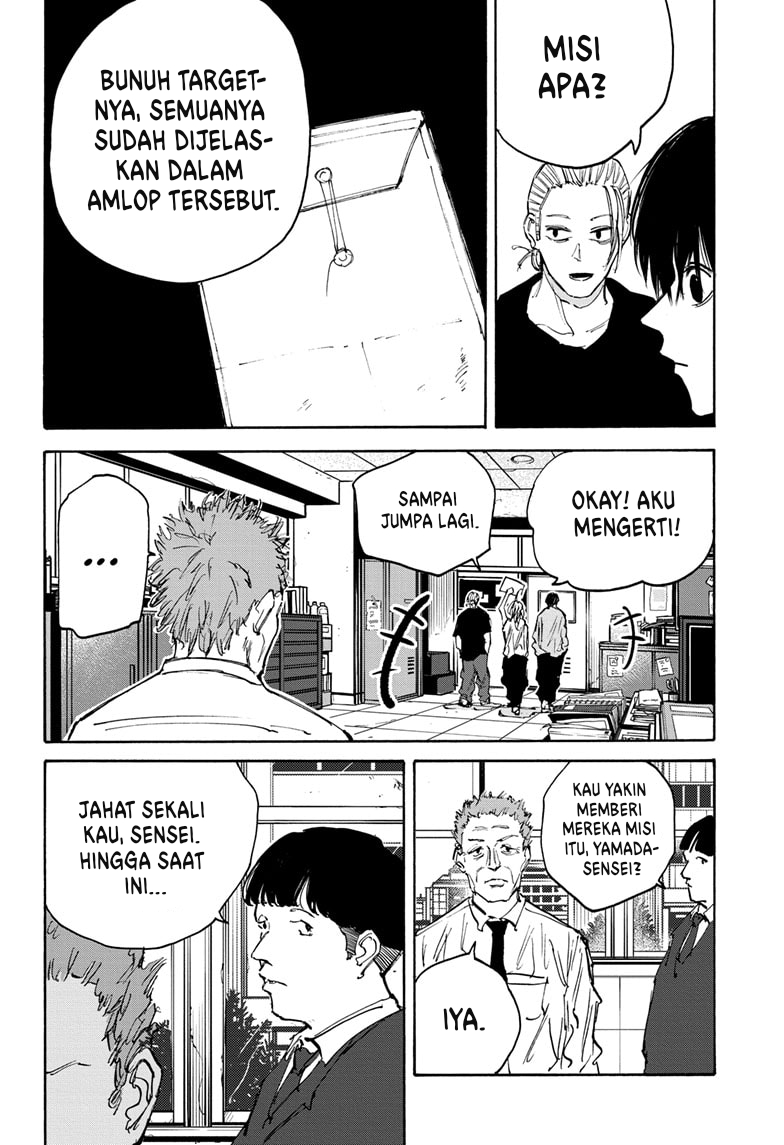 MISI
APA?
BUNUH TARGET-
NYA, SEMUANYA
SUDAH DIJELAS-
KAN DALAM
AMLOP TERSEBUT.
OKAY! AKU
MENGERTI!
SAMPAI
JUMPA LAGI.
...
KAU YAKIN
MEMBERI
MEREKA MISI
ITU, YAMADA-
SENSEI?
IYA.
JAHAT SEKALI
KAU, SENSEI.
HINGGA SAAT
INI...